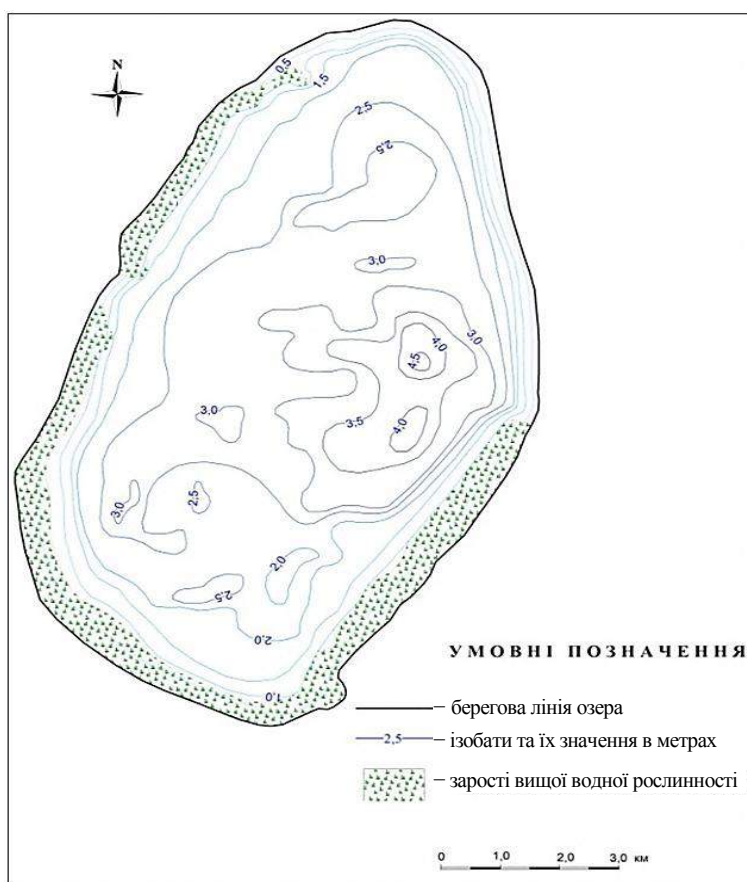 N
0,5
1,5
2,5
2,5
3,0
3,0
4,0
4,5
3,0
3,5
4,0
3,0
2,5
2,0
2,5
2,0
1,0
УМОВНІ ПОЗНАЧЕННЯ
– берегова лінія озера
2,5 – ізобати та їх значення в метрах
– зарості вищої водної рослинності
0 1,0 2,0 3,0 км